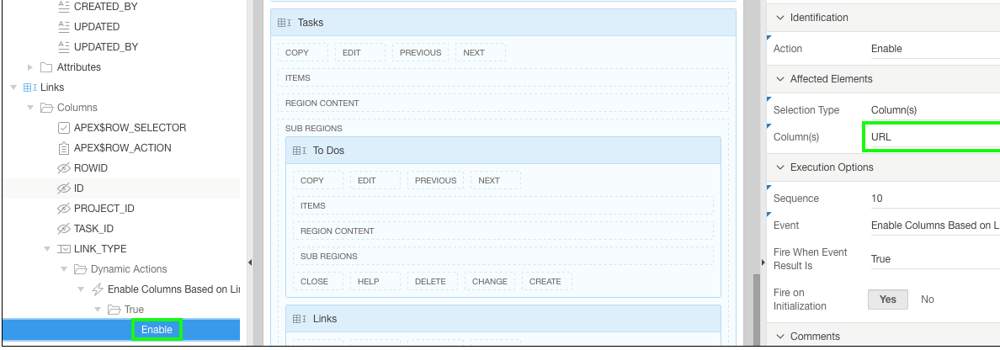 CREATED_BY
UPDATED
UPDATED_BY
Attributes
Links
Columns
APEX$ROW_SELECTOR
APEX$ROW_ACTION
ROWID
ID
PROJECT_ID
TASK_ID
LINK_TYPE
Dynamic Actions
Enable Columns Based on Lin
True
Enable
Tasks
COPY EDIT PREVIOUS NEXT
ITEMS
REGION CONTENT
SUB REGIONS
To Dos
COPY EDIT PREVIOUS NEXT
ITEMS
REGION CONTENT
SUB REGIONS
CLOSE HELP DELETE CHANGE CREATE
Links
Identification
Action Enable
Affected Elements
Selection Type Column(s)
Column(s) URL
Execution Options
Sequence 10
Event Enable Columns Based on L
Fire When Event
Result Is True
Fire on
Initialization Yes No
Comments